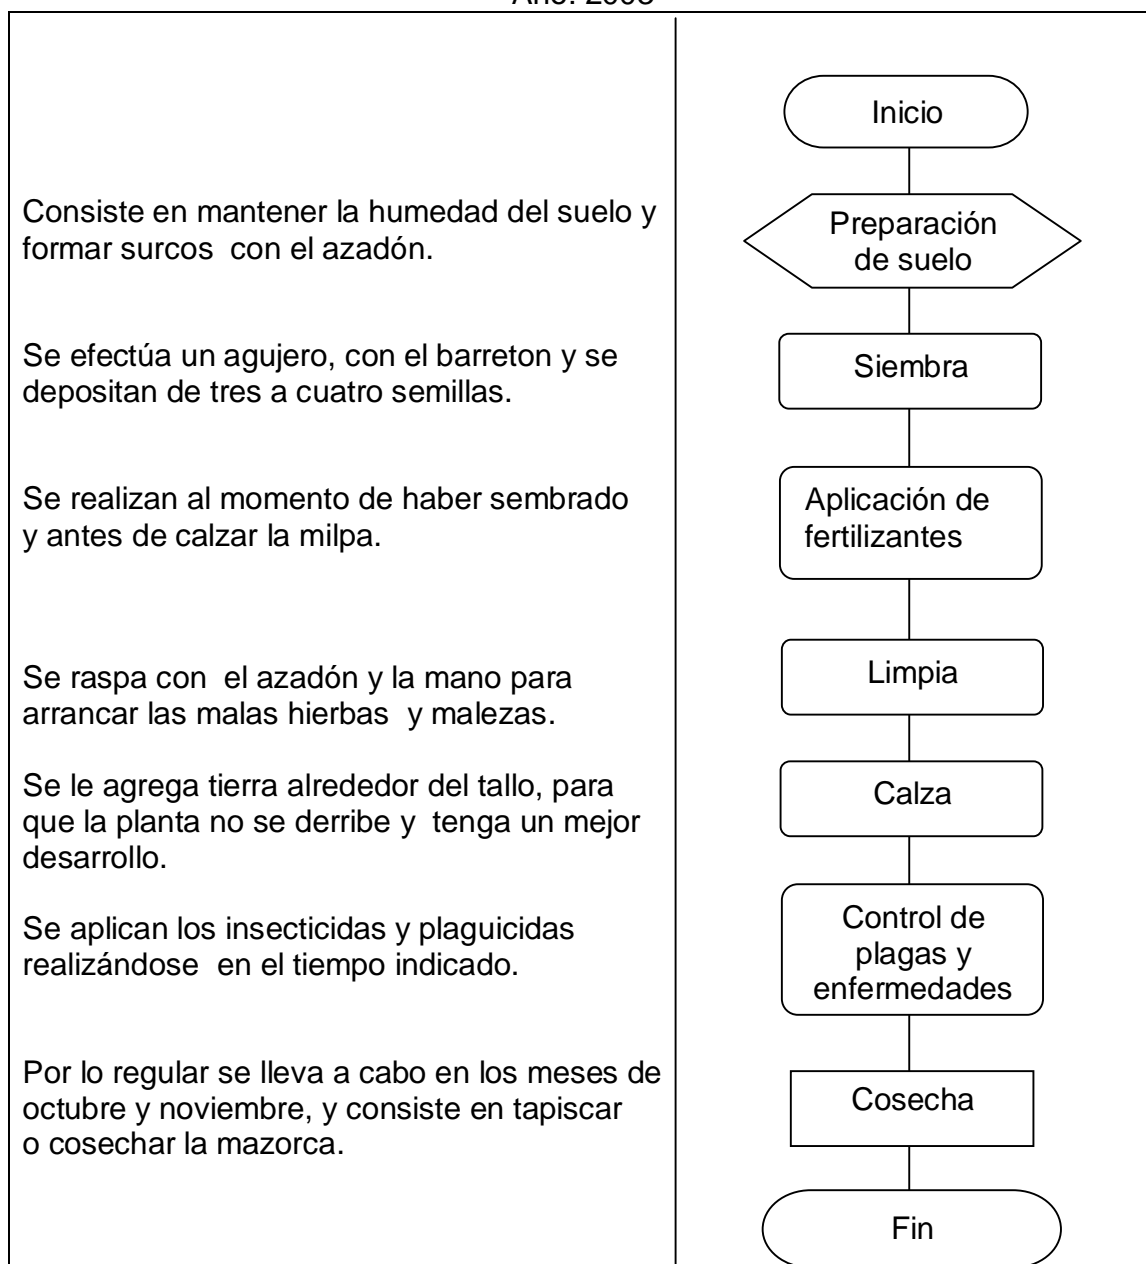 Inicio
Consiste en mantener la humedad del suelo y
formar surcos con el azadón.
Preparación
de suelo
Se efectúa un agujero, con el barreton y se
depositan de tres a cuatro semillas.
Siembra
Se realizan al momento de haber sembrado
y antes de calzar la milpa.
Aplicación de
fertilizantes
Se raspa con el azadón y la mano para
arrancar las malas hierbas y malezas.
Limpia
Se le agrega tierra alrededor del tallo, para
que la planta no se derribe y tenga un mejor
desarrollo.
Calza
Se aplican los insecticidas y plaguicidas
realizándose en el tiempo indicado.
Control de
plagas y
enfermedades
Por lo regular se lleva a cabo en los meses de
octubre y noviembre, y consiste en tapiscar
o cosechar la mazorca.
Cosecha
Fin